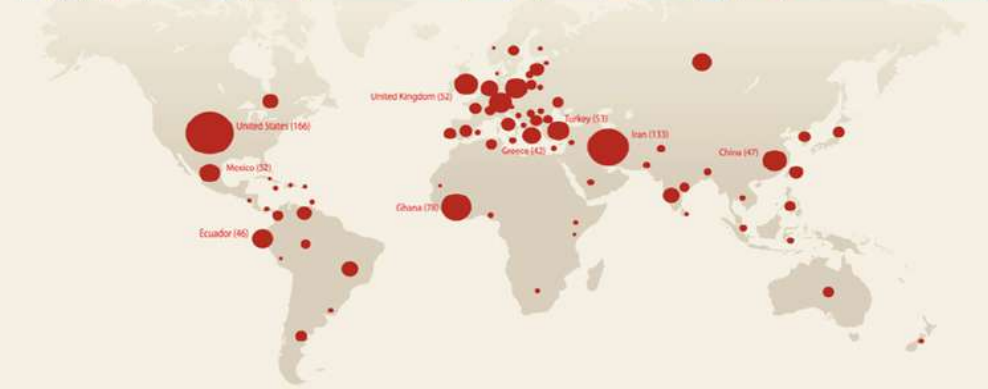 United Kingdom (52)
United States (166)
Turkey (53)
Iran (133)
Greece (42)
China (47)
Mexico (52)
Ghana (78)
Ecuador (46)